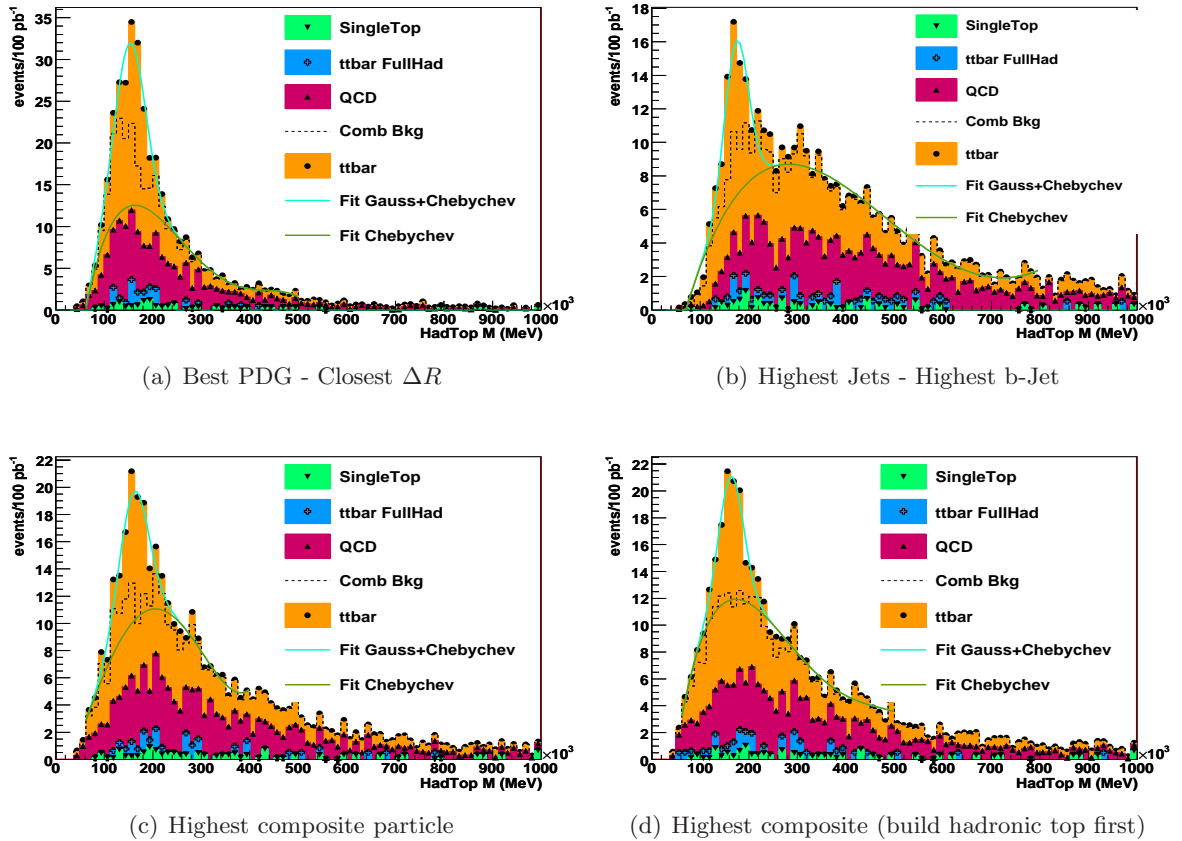 events/100 pb⁻¹
35
30
25
20
15
10
5
0
0 100 200 300 400 500 600 700 800 900 1000
×10³
HadTop M (MeV)
SingleTop
ttbar FullHad
QCD
Comb Bkg
ttbar
Fit Gauss+Chebychev
Fit Chebychev
(a) Best PDG - Closest ΔR
events/100 pb⁻¹
18
16
14
12
10
8
6
4
2
0
0 100 200 300 400 500 600 700 800 900 1000
×10³
HadTop M (MeV)
SingleTop
ttbar FullHad
QCD
Comb Bkg
ttbar
Fit Gauss+Chebychev
Fit Chebychev
(b) Highest Jets - Highest b-Jet
events/100 pb⁻¹
22
20
18
16
14
12
10
8
6
4
2
0
0 100 200 300 400 500 600 700 800 900 1000
×10³
HadTop M (MeV)
SingleTop
ttbar FullHad
QCD
Comb Bkg
ttbar
Fit Gauss+Chebychev
Fit Chebychev
(c) Highest composite particle
events/100 pb⁻¹
22
20
18
16
14
12
10
8
6
4
2
0
0 100 200 300 400 500 600 700 800 900 1000
×10³
HadTop M (MeV)
SingleTop
ttbar FullHad
QCD
Comb Bkg
ttbar
Fit Gauss+Chebychev
Fit Chebychev
(d) Highest composite (build hadronic top first)